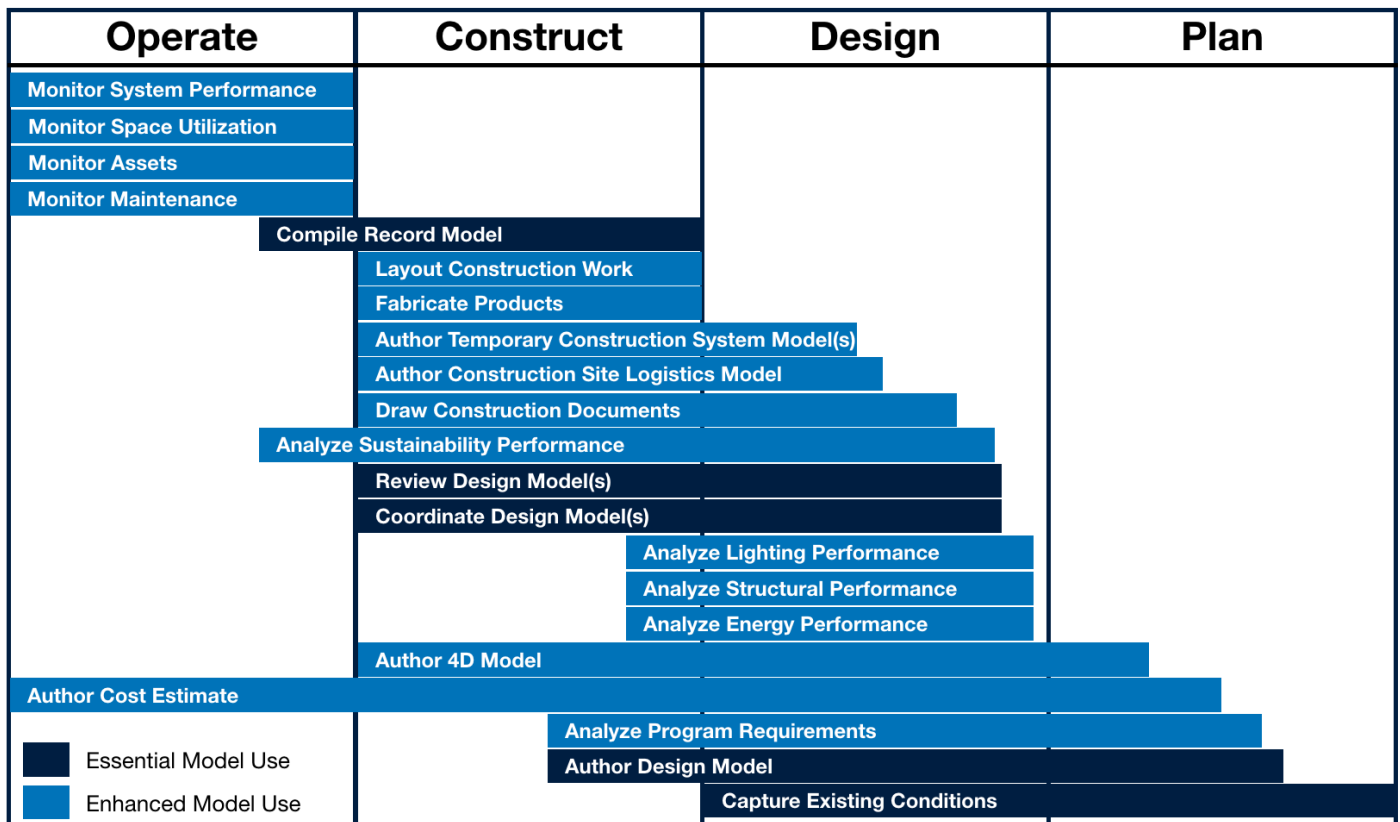 Operate Construct Design Plan
Monitor System Performance
Monitor Space Utilization
Monitor Assets
Monitor Maintenance
Compile Record Model
Layout Construction Work
Fabricate Products
Author Temporary Construction System Model(s)
Author Construction Site Logistics Model
Draw Construction Documents
Analyze Sustainability Performance
Review Design Model(s)
Coordinate Design Model(s)
Analyze Lighting Performance
Analyze Structural Performance
Analyze Energy Performance
Author 4D Model
Author Cost Estimate
Analyze Program Requirements
Author Design Model
Capture Existing Conditions
Essential Model Use
Enhanced Model Use